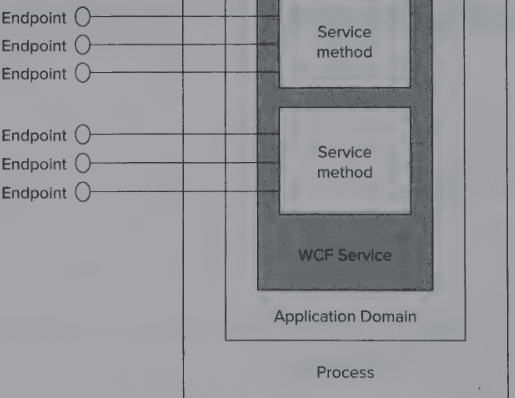 Endpoint
Endpoint
Endpoint
Service
method
Endpoint
Endpoint
Endpoint
Service
method
WCF Service
Application Domain
Process